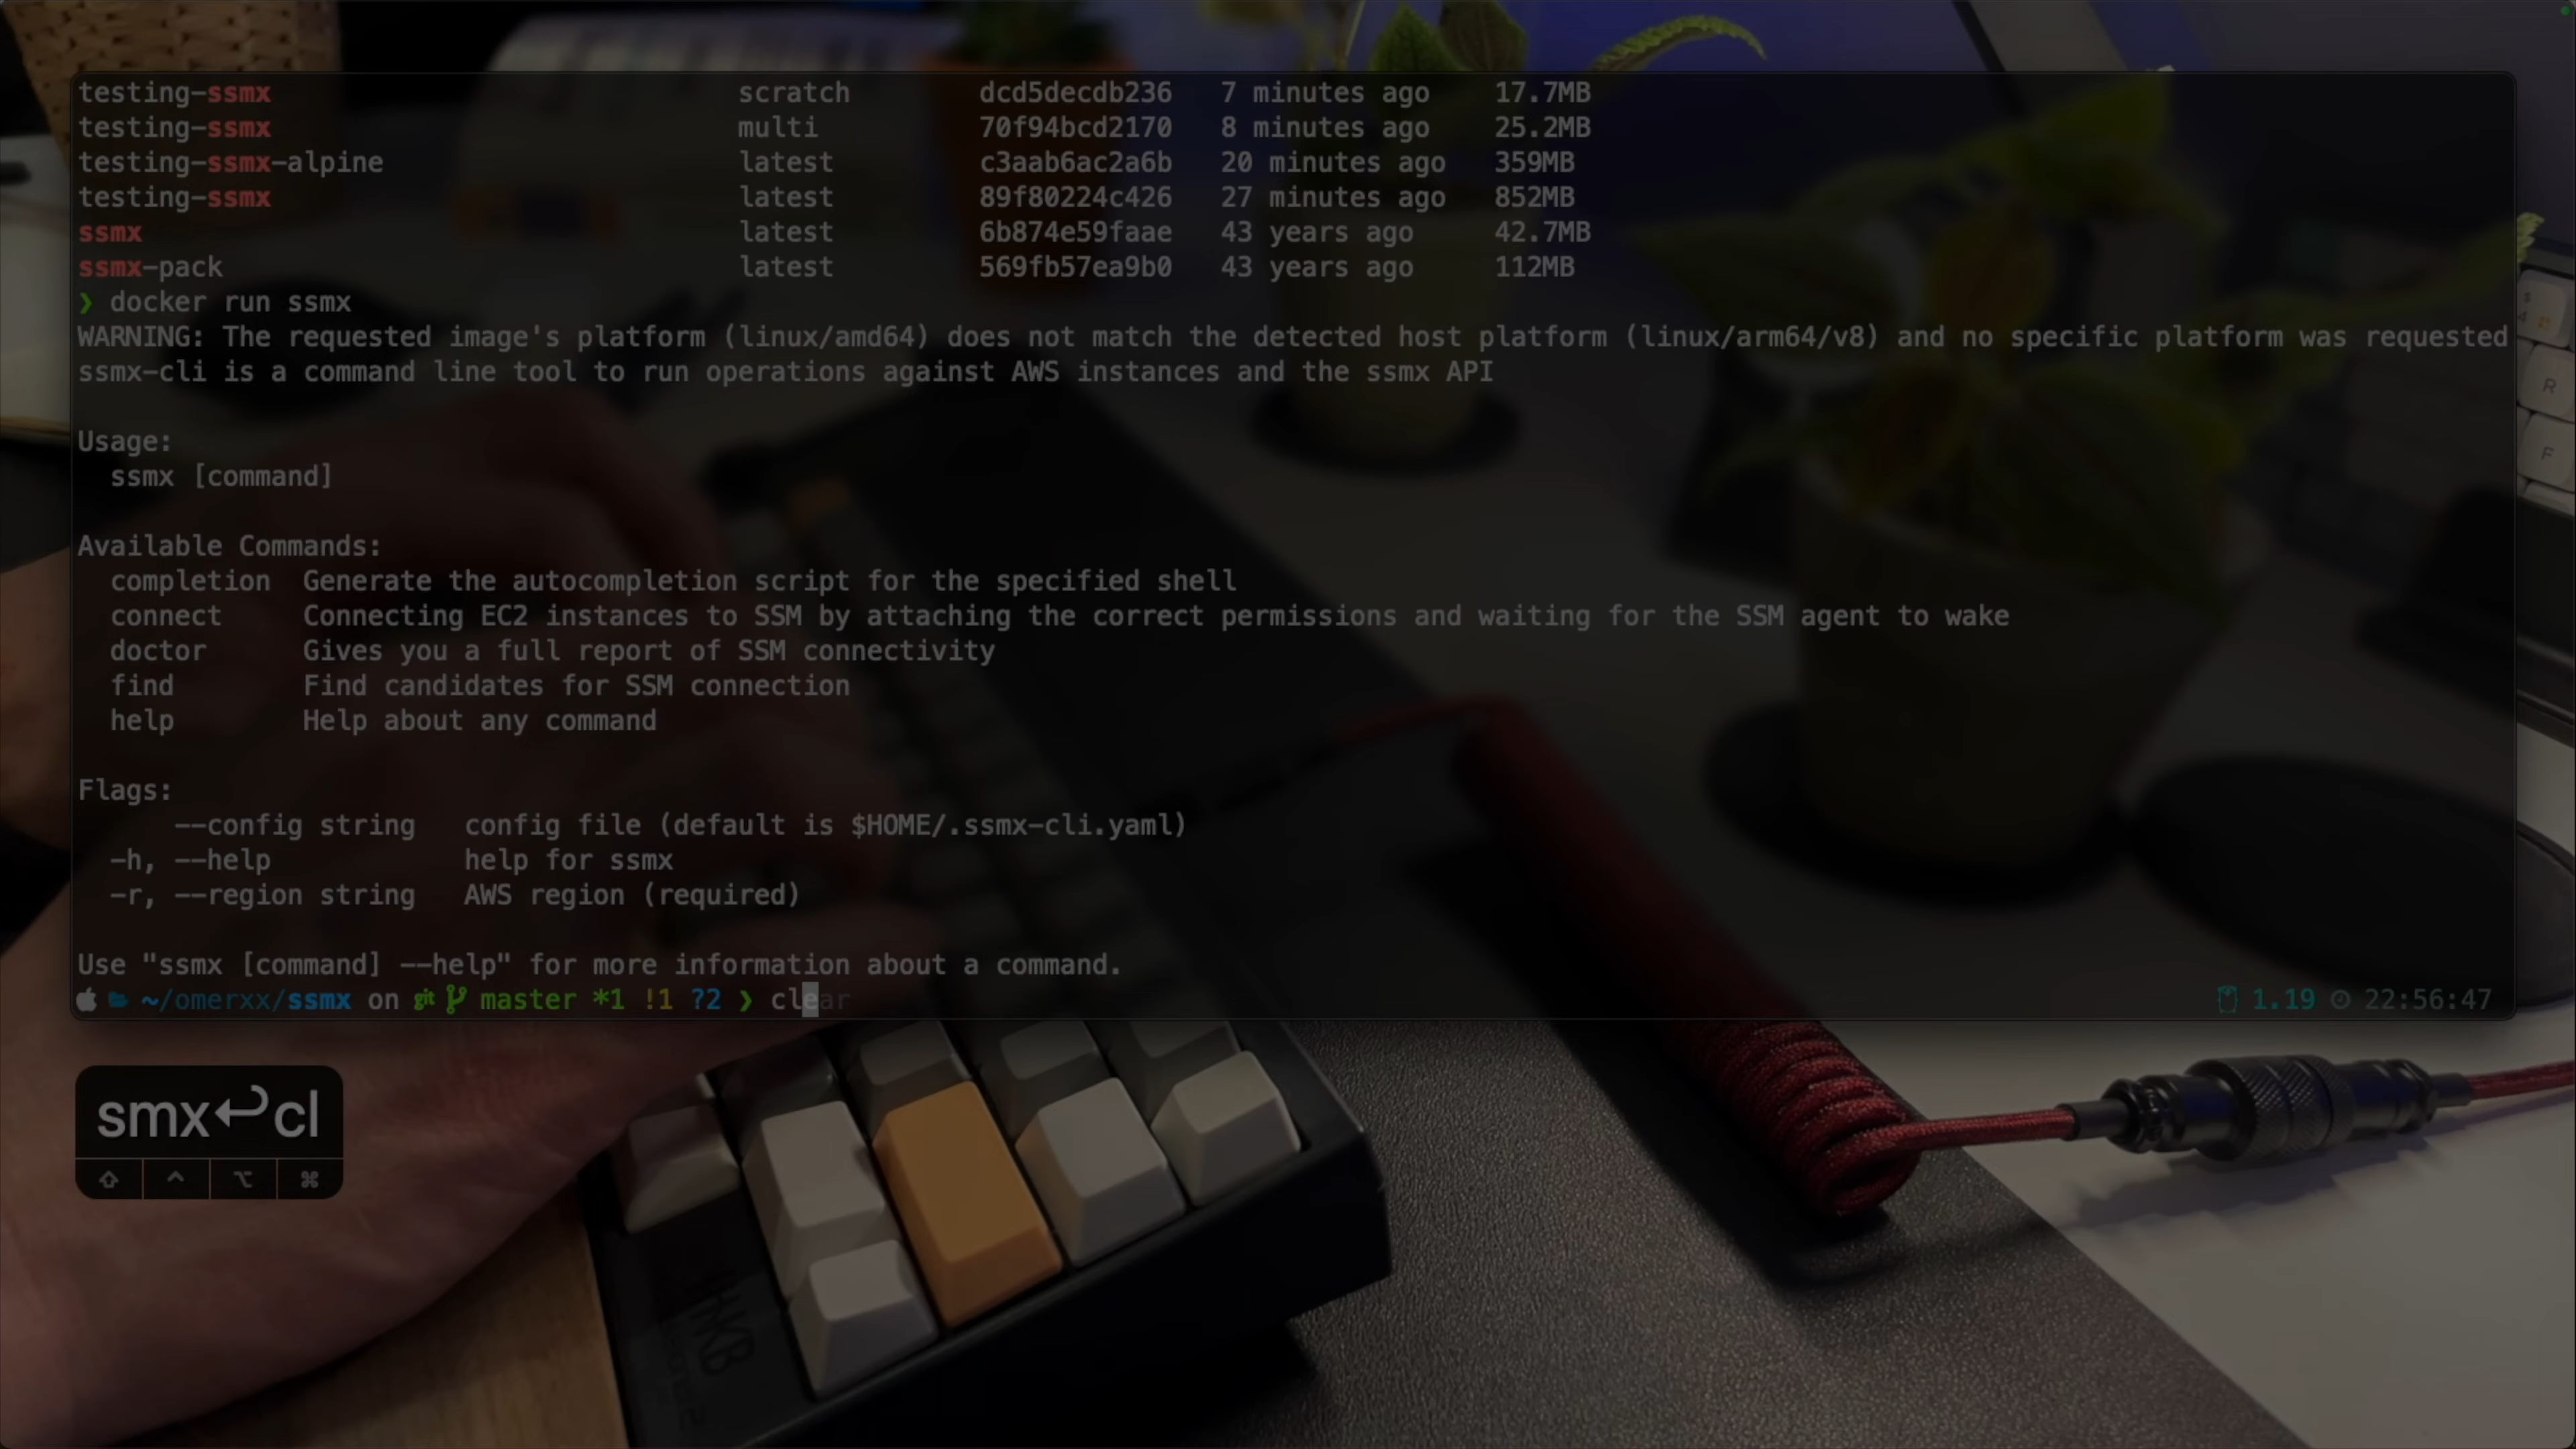 testing-ssmx scratch dcd5decdb236 7 minutes ago 17.7MB
testing-ssmx multi 70f94bcd2170 8 minutes ago 25.2MB
testing-ssmx-alpine latest c3aab6ac2a6b 20 minutes ago 359MB
testing-ssmx latest 89f80224c426 27 minutes ago 852MB
ssmx latest 6b874e59faae 43 years ago 42.7MB
ssmx-pack latest 569fb57ea9b0 43 years ago 112MB
❯ docker run ssmx
WARNING: The requested image's platform (linux/amd64) does not match the detected host platform (linux/arm64/v8) and no specific platform was requested
ssmx-cli is a command line tool to run operations against AWS instances and the ssmx API
Usage:
ssmx [command]
Available Commands:
completion Generate the autocompletion script for the specified shell
connect Connecting EC2 instances to SSM by attaching the correct permissions and waiting for the SSM agent to wake
doctor Gives you a full report of SSM connectivity
find Find candidates for SSM connection
help Help about any command
Flags:
--config string config file (default is $HOME/.ssmx-cli.yaml)
-h, --help help for ssmx
-r, --region string AWS region (required)
Use "ssmx [command] --help" for more information about a command.
~/omerxx/ssmx on git master *1 !1 ?2 ❯ clear 1.19 22:56:47
smx↩cl
⇧ ^ ⌥ ⌘
R
F
HHKB